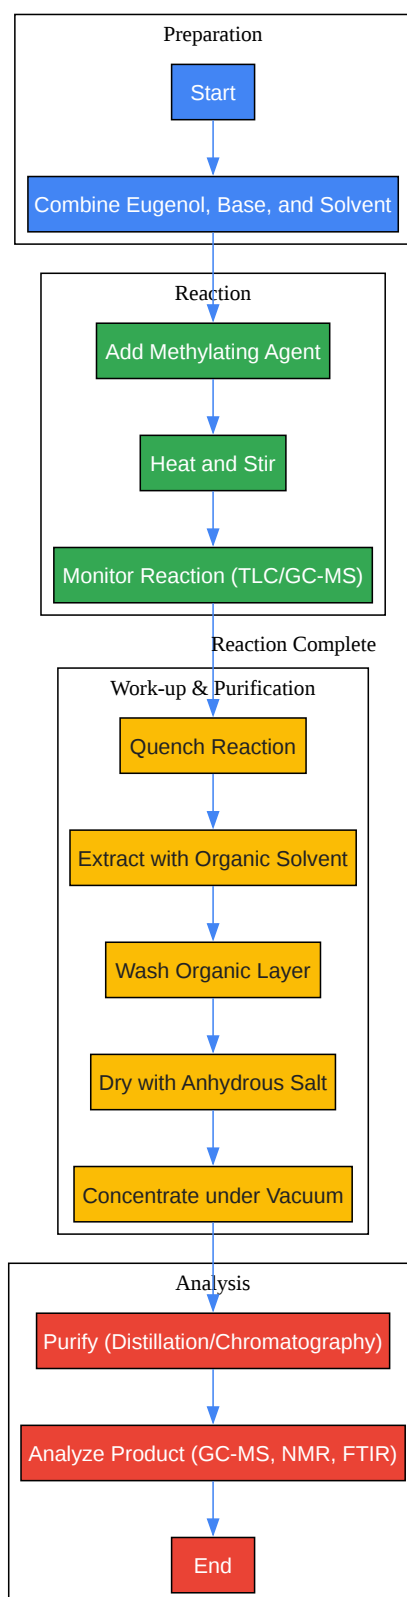 Preparation
Start
Combine Eugenol, Base, and Solvent
Reaction
Add Methylating Agent
Heat and Stir
Monitor Reaction (TLC/GC-MS)
Reaction Complete
Work-up & Purification
Quench Reaction
Extract with Organic Solvent
Wash Organic Layer
Dry with Anhydrous Salt
Concentrate under Vacuum
Analysis
Purify (Distillation/Chromatography)
Analyze Product (GC-MS, NMR, FTIR)
End